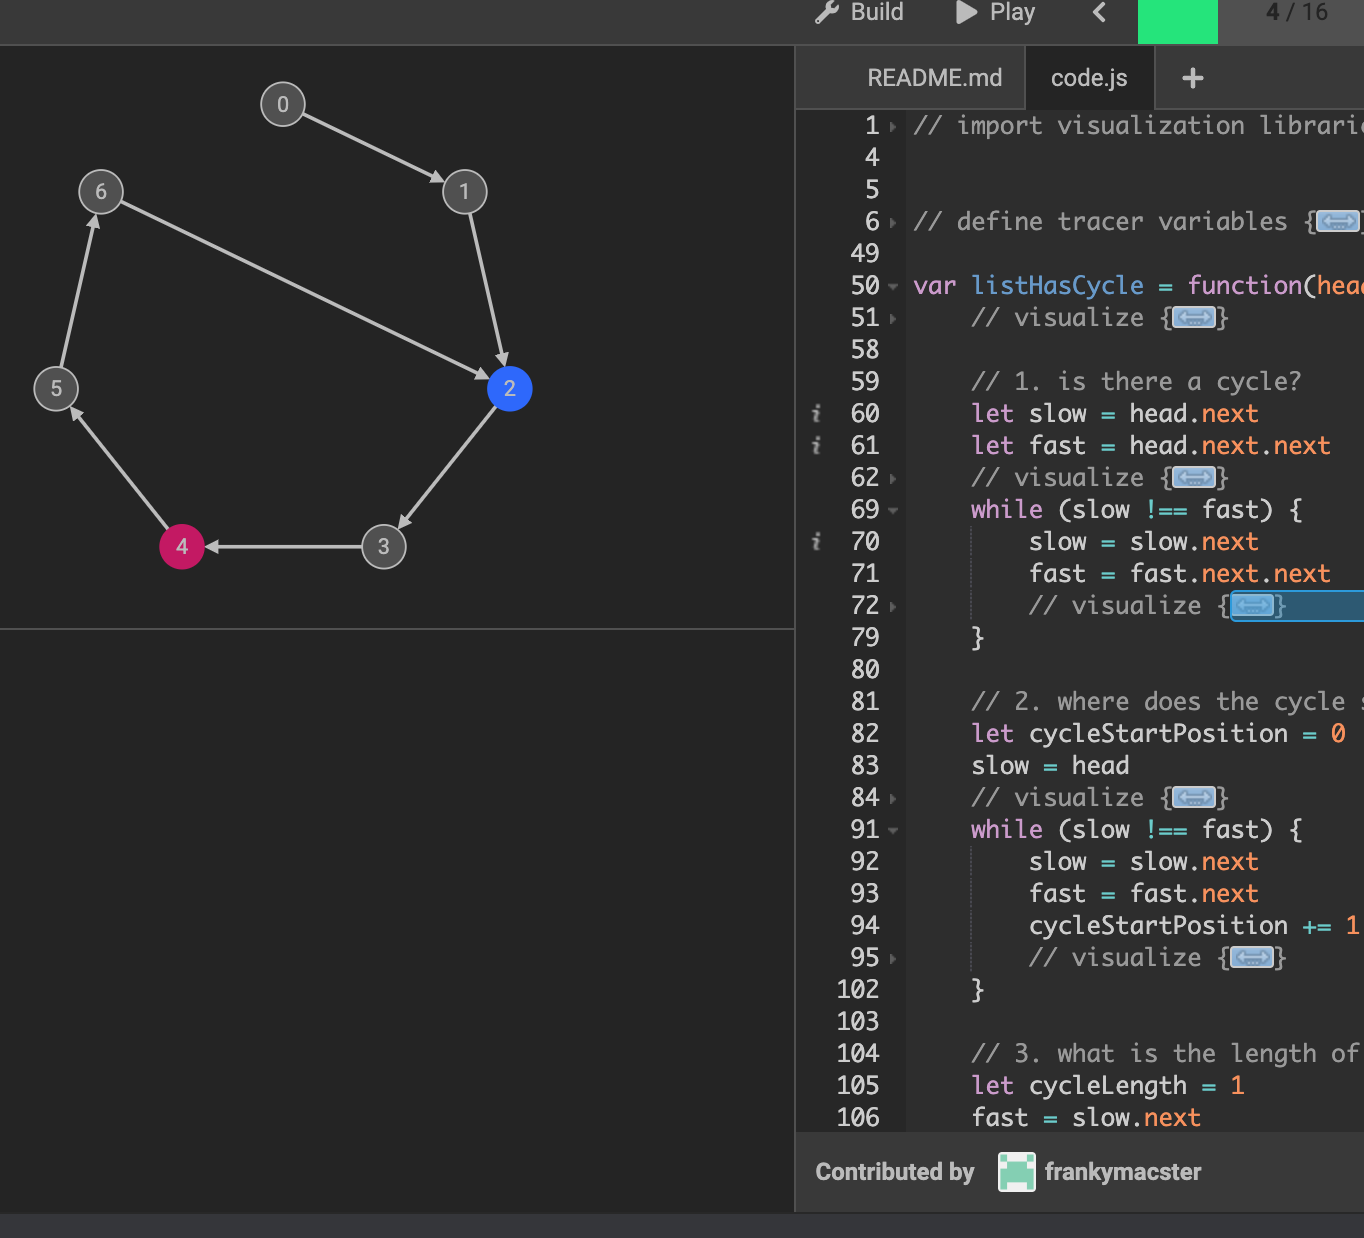 Build Play 4 / 16
README.md code.js +
0
6
1
5
2
4
3
1 // import visualization
4
5
6 // define tracer variables {
49
50 var listHasCycle = function(
51 // visualize {}
58
59 // 1. is there a cycle?
60 let slow = head.next
61 let fast = head.next.next
62 // visualize {}
69 while (slow !== fast) {
70 slow = slow.next
71 fast = fast.next.next
72 // visualize {}
79 }
80
81 // 2. where does the cycle
82 let cycleStartPosition = 0
83 slow = head
84 // visualize {}
91 while (slow !== fast) {
92 slow = slow.next
93 fast = fast.next
94 cycleStartPosition += 1
95 // visualize {}
102 }
103
104 // 3. what is the length of
105 let cycleLength = 1
106 fast = slow.next
Contributed by frankymacster